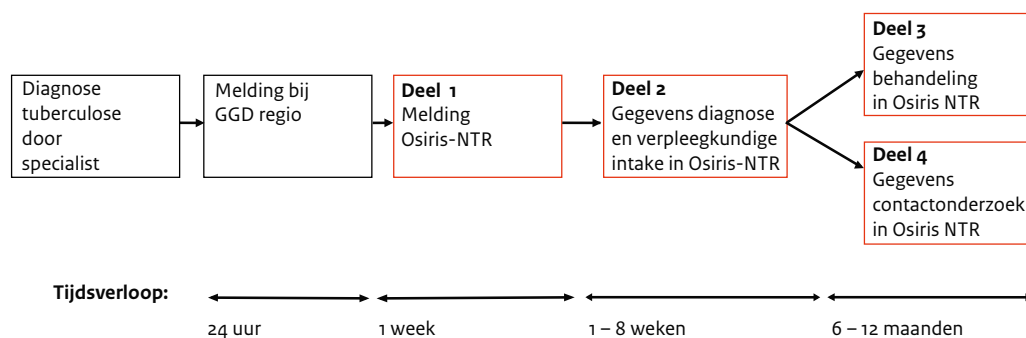 Diagnose
tuberculose
door
specialist
Melding bij
GGD regio
Deel 1
Melding
Osiris-NTR
Deel 2
Gegevens diagnose
en verpleegkundige
intake in Osiris-NTR
Deel 3
Gegevens
behandeling
in Osiris NTR
Deel 4
Gegevens
contactonderzoek
in Osiris NTR
Tijdsverloop:
24 uur
1 week
1 – 8 weken
6 – 12 maanden